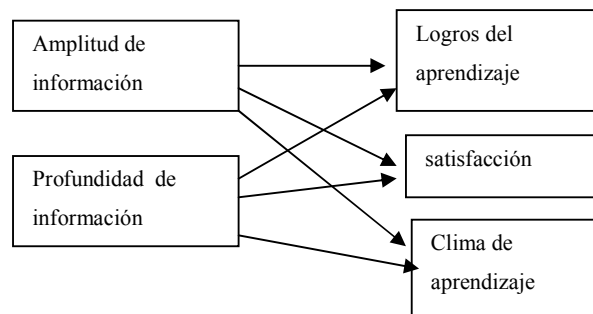 Amplitud de
información
Profundidad de
información
Logros del
aprendizaje
satisfacción
Clima de
aprendizaje